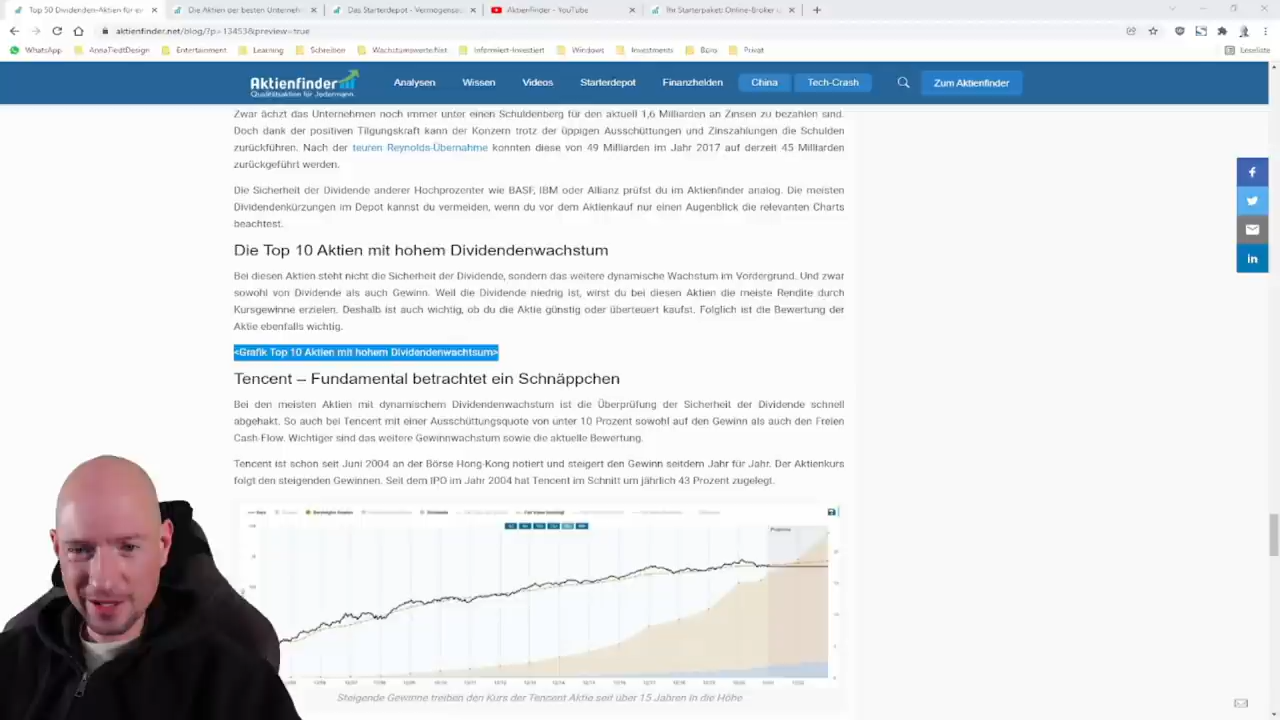 Top 50 Dividenden-Aktien für ev
Die Aktien der besten Unterneh
Das Starterdepot - Vermögensa
Aktienfinder - YouTube
Ihr Starterpaket: Online-Broker u
aktienfinder.net/blog/?p=13453&preview=true
WhatsApp
AnnaTiedtDesign
Entertainment
Learning
Schreiben
Wachstumswerte.Net
Informiert-Investiert
Windows
Investments
Büro
Privat
Leseliste
Aktienfinder
Qualitätsaktien für Jedermann.
Analysen
Wissen
Videos
Starterdepot
Finanzhelden
China
Tech-Crash
Zum Aktienfinder
Zwar ächzt das Unternehmen noch immer unter einen Schuldenberg für den aktuell 1,6 Milliarden an Zinsen zu bezahlen sind.
Doch dank der positiven Tilgungskraft kann der Konzern trotz der üppigen Ausschüttungen und Zinszahlungen die Schulden
zurückführen. Nach der teuren Reynolds-Übernahme konnten diese von 49 Milliarden im Jahr 2017 auf derzeit 45 Milliarden
zurückgeführt werden.
Die Sicherheit der Dividende anderer Hochprozenter wie BASF, IBM oder Allianz prüfst du im Aktienfinder analog. Die meisten
Dividendenkürzungen im Depot kannst du vermeiden, wenn du vor dem Aktienkauf nur einen Augenblick die relevanten Charts
beachtest.
Die Top 10 Aktien mit hohem Dividendenwachstum
Bei diesen Aktien steht nicht die Sicherheit der Dividende, sondern das weitere dynamische Wachstum im Vordergrund. Und zwar
sowohl von Dividende als auch Gewinn. Weil die Dividende niedrig ist, wirst du bei diesen Aktien die meiste Rendite durch
Kursgewinne erzielen. Deshalb ist auch wichtig, ob du die Aktie günstig oder überteuert kaufst. Folglich ist die Bewertung der
Aktie ebenfalls wichtig.
<Grafik Top 10 Aktien mit hohem Dividendenwachtsum>
Tencent – Fundamental betrachtet ein Schnäppchen
Bei den meisten Aktien mit dynamischem Dividendenwachstum ist die Überprüfung der Sicherheit der Dividende schnell
abgehakt. So auch bei Tencent mit einer Ausschüttungsquote von unter 10 Prozent sowohl auf den Gewinn als auch den Freien
Cash-Flow. Wichtiger sind das weitere Gewinnwachstum sowie die aktuelle Bewertung.
Tencent ist schon seit Juni 2004 an der Börse Hong-Kong notiert und steigert den Gewinn seitdem Jahr für Jahr. Der Aktienkurs
folgt den steigenden Gewinnen. Seit dem IPO im Jahr 2004 hat Tencent im Schnitt um jährlich 43 Prozent zugelegt.
Prognose
Steigende Gewinne treiben den Kurs der Tencent Aktie seit über 15 Jahren in die Höhe